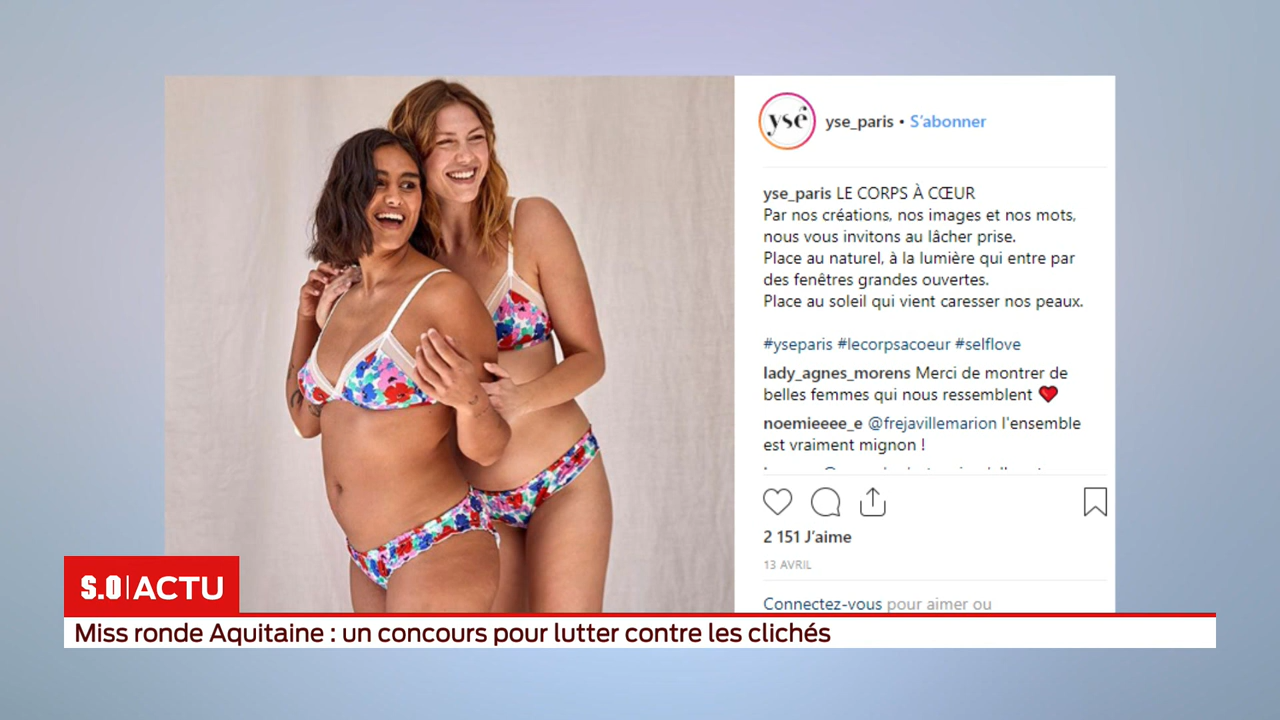 ysé
yse_paris • S'abonner
yse_paris LE CORPS À CŒUR
Par nos créations, nos images et nos mots,
nous vous invitons au lâcher prise.
Place au naturel, à la lumière qui entre par
des fenêtres grandes ouvertes.
Place au soleil qui vient caresser nos peaux.
#yseparis #lecorpsacoeur #selflove
lady_agnes_morens Merci de montrer de
belles femmes qui nous ressemblent ❤️
noemieeee_e @frejavillemarion l'ensemble
est vraiment mignon !
2 151 J'aime
13 AVRIL
Connectez-vous pour aimer ou
S.O|ACTU
Miss ronde Aquitaine : un concours pour lutter contre les clichés